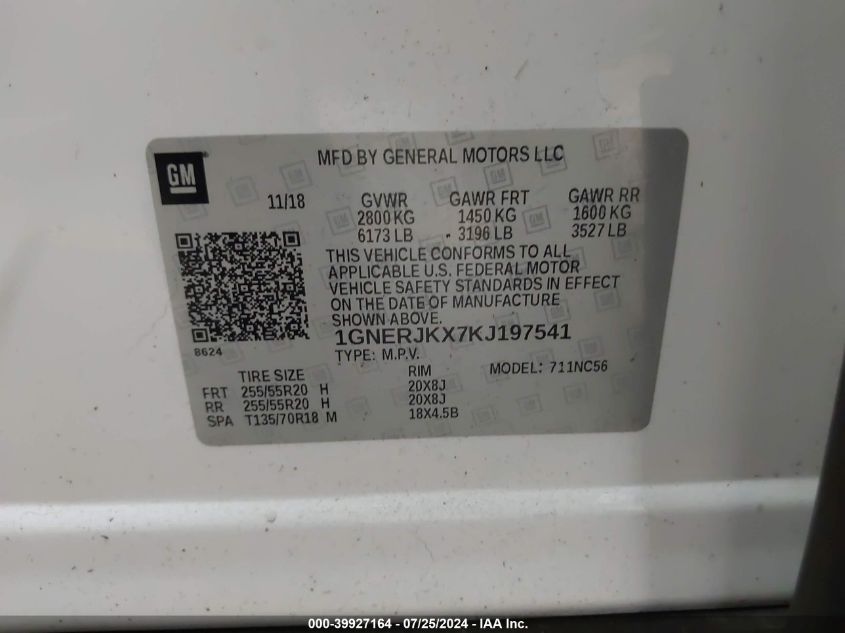 GM
MFD BY GENERAL MOTORS LLC
11/18 GVWR GAWR FRT GAWR RR
2800 KG 1450 KG 1600 KG
6173 LB 3196 LB 3527 LB
THIS VEHICLE CONFORMS TO ALL
APPLICABLE U.S. FEDERAL MOTOR
VEHICLE SAFETY STANDARDS IN EFFECT
ON THE DATE OF MANUFACTURE
SHOWN ABOVE.
8624
1GNERJKX7KJ197541
TYPE: M.P.V. MODEL: 711NC56
TIRE SIZE RIM
FRT 255/55R20 H 20X8J
RR 255/55R20 H 20X8J
SPA T135/70R18 M 18X4.5B
000-39927164 - 07/25/2024 - IAA Inc.